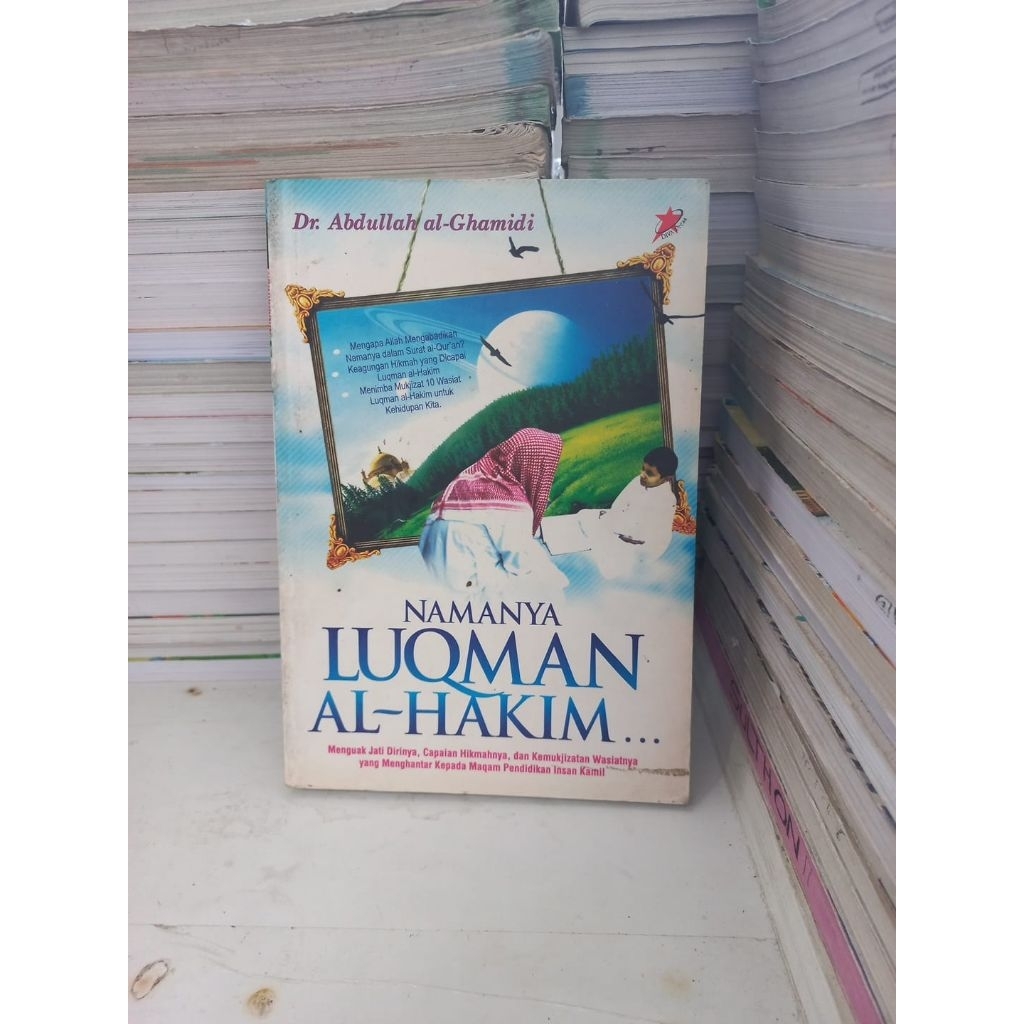 Dr. Abdullah al-Ghamidi
Mengapa Allah Mengabadikan
Namanya dalam Surat al-Qur'an?
Keagungan Hikmah yang Dicapai
Luqman al-Hakim
Menimba Mukjizat 10 Wasiat
Luqman al-Hakim untuk
Kehidupan Kita.
NAMANYA
LUQMAN
AL-HAKIM...
Menguak Jati Dirinya, Capaian Hikmahnya, dan Kemukjizatan Wasiatnya
yang Menghantar Kepada Maqam Pendidikan Insan Kamil
SULTHON